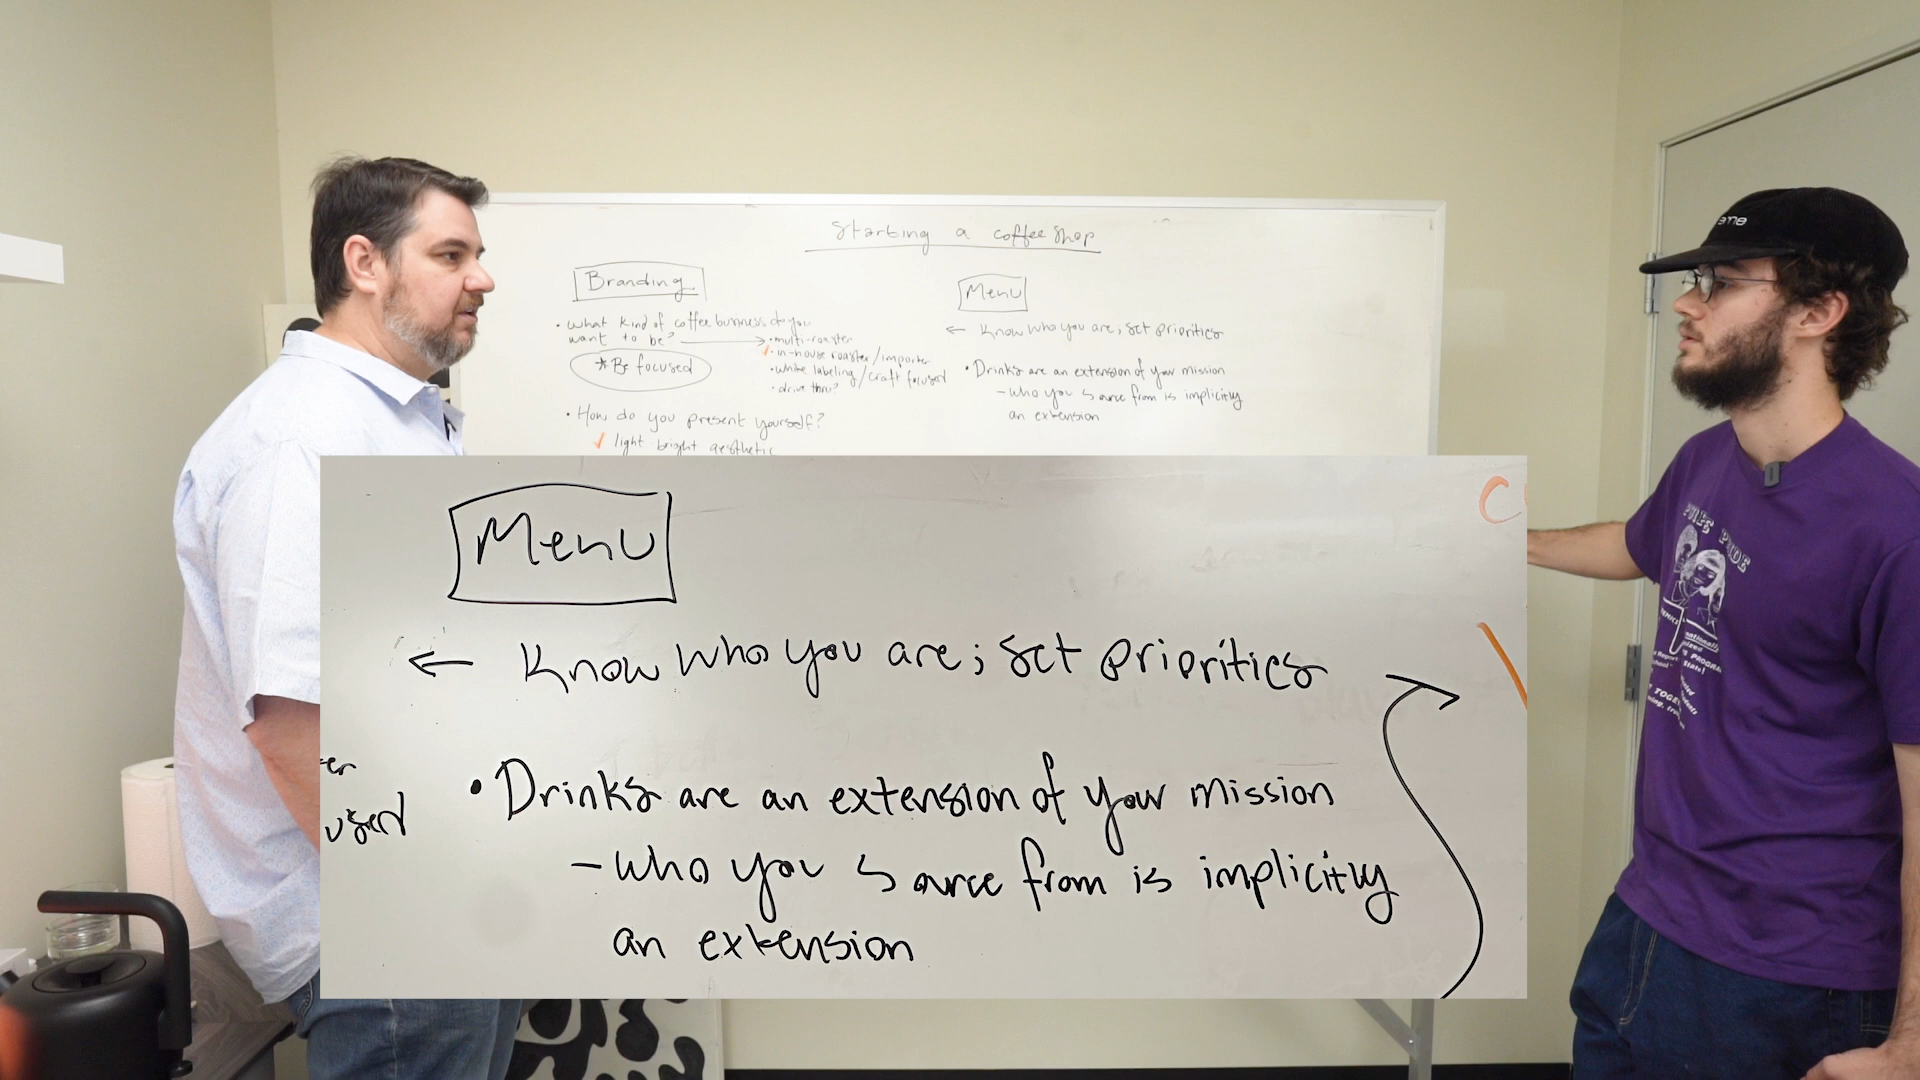 Starting a coffee shop
Branding
• What kind of coffee business do you
want to be?
* Be focused
• multi-roaster
✓• in-house roaster/importer
• white labeling/craft focused
• drive thru?
• How do you present yourself?
✓ light bright aesthetic
Menu
← Know who you are; set priorities
• Drinks are an extension of your mission
- who you source from is implicitly
an extension
Menu
← Know who you are; set priorities
• Drinks are an extension of your mission
- who you source from is implicitly
an extension
er
used
C
PRIDE
TOGE